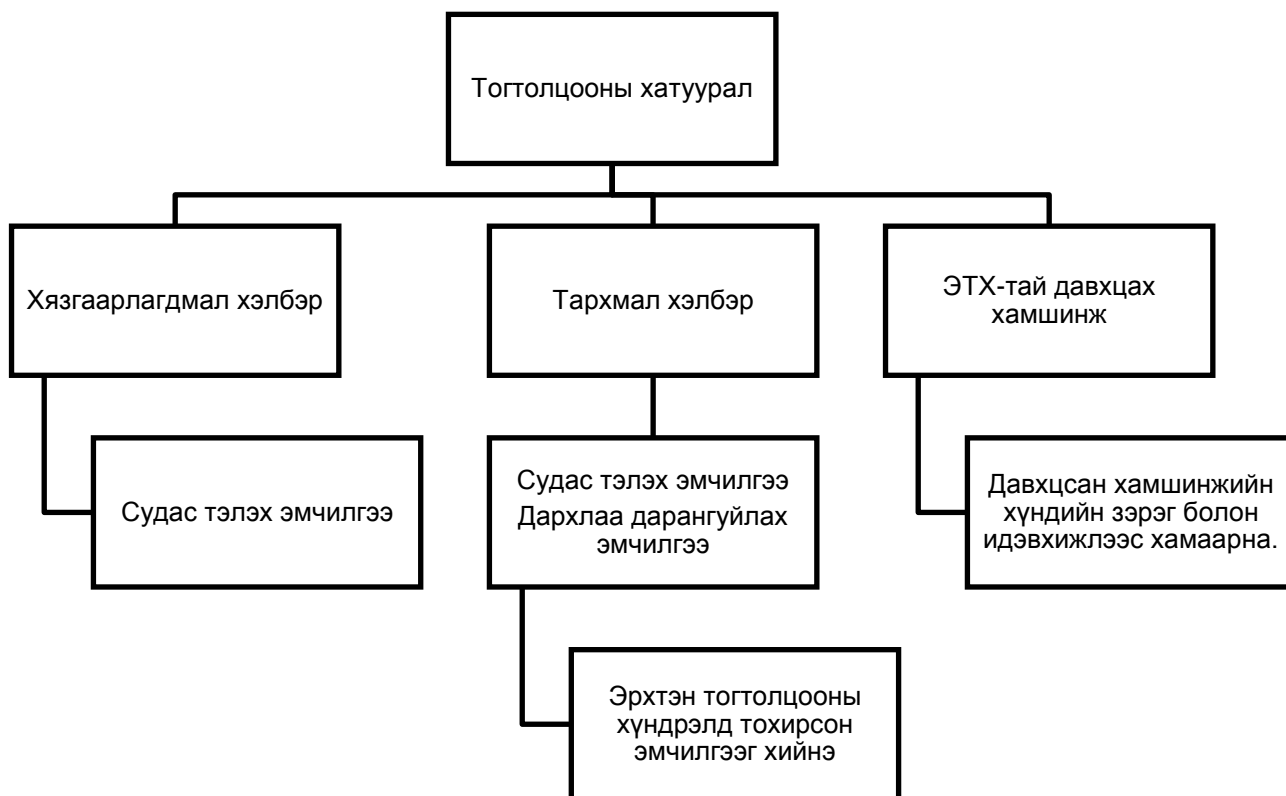 Тогтолцооны хатуурал
Хязгаарлагдмал хэлбэр
Тархмал хэлбэр
ЭТХ-тай давхцах
хамшинж
Судас тэлэх эмчилгээ
Судас тэлэх эмчилгээ
Дархлаа дарангуйлах
эмчилгээ
Давхцсан хамшинжийн
хүндийн зэрэг болон
идэвхижлээс хамаарна.
Эрхтэн тогтолцооны
хүндрэлд тохирсон
эмчилгээг хийнэ